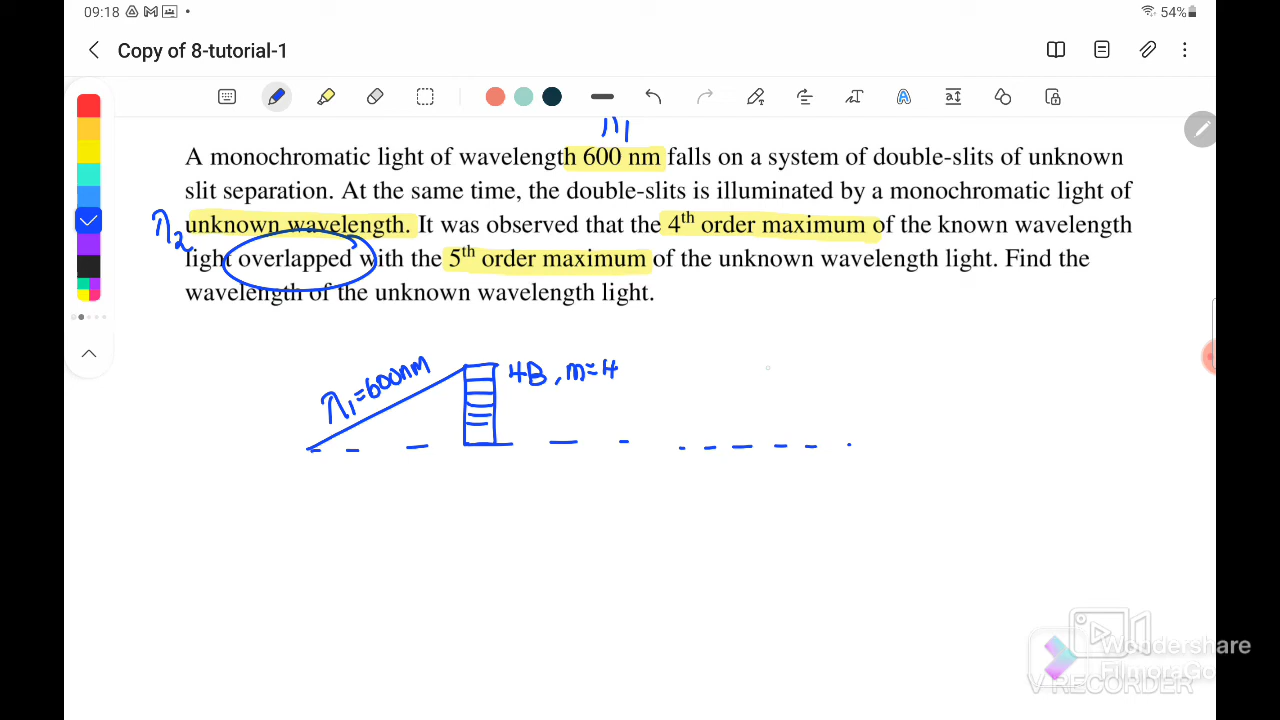 09:18
54%
Copy of 8-tutorial-1
A monochromatic light of wavelength 600 nm falls on a system of double-slits of unknown
slit separation. At the same time, the double-slits is illuminated by a monochromatic light of
λ2 unknown wavelength. It was observed that the 4th order maximum of the known wavelength
light overlapped with the 5th order maximum of the unknown wavelength light. Find the
wavelength of the unknown wavelength light.
λ1=600nm
4B, m=4
Wondershare
FilmoraGo
V RECORDER